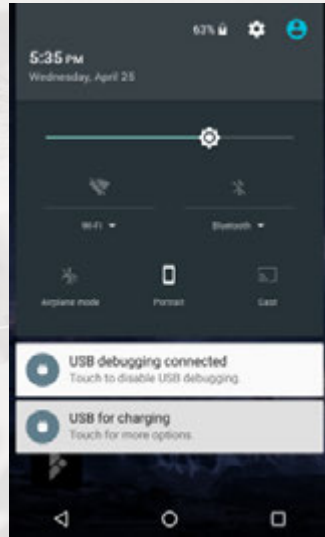 63%
5:35 PM
Wednesday, April 25
Wi-Fi
Bluetooth
Airplane mode
Portrait
Cast
USB debugging connected
Touch to disable USB debugging.
USB for charging
Touch for more options.